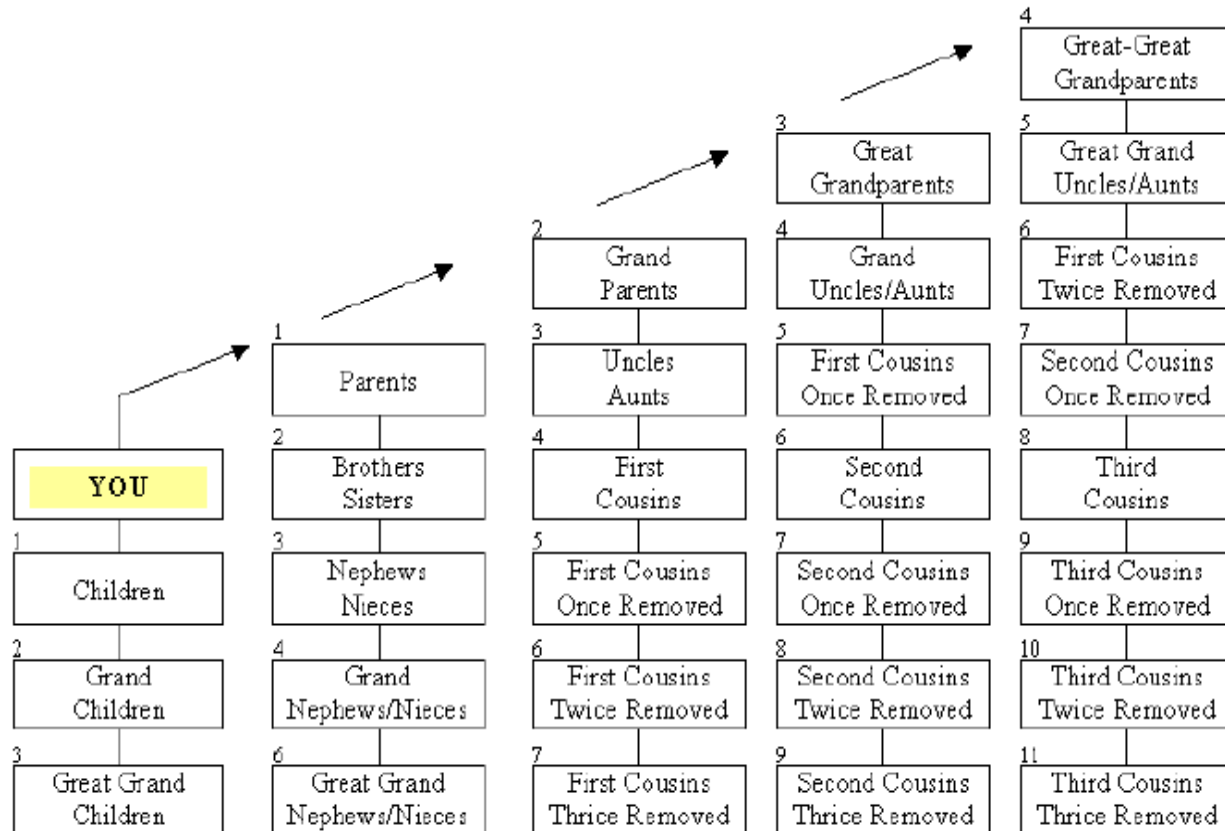 4
Great-Great
Grandparents
3
Great
Grandparents
5
Great Grand
Uncles/Aunts
2
Grand
Parents
4
Grand
Uncles/Aunts
6
First Cousins
Twice Removed
1
Parents
3
Uncles
Aunts
5
First Cousins
Once Removed
7
Second Cousins
Once Removed
YOU
2
Brothers
Sisters
4
First
Cousins
6
Second
Cousins
8
Third
Cousins
1
Children
3
Nephews
Nieces
5
First Cousins
Once Removed
7
Second Cousins
Once Removed
9
Third Cousins
Once Removed
2
Grand
Children
4
Grand
Nephews/Nieces
6
First Cousins
Twice Removed
8
Second Cousins
Twice Removed
10
Third Cousins
Twice Removed
3
Great Grand
Children
6
Great Grand
Nephews/Nieces
7
First Cousins
Thrice Removed
9
Second Cousins
Thrice Removed
11
Third Cousins
Thrice Removed